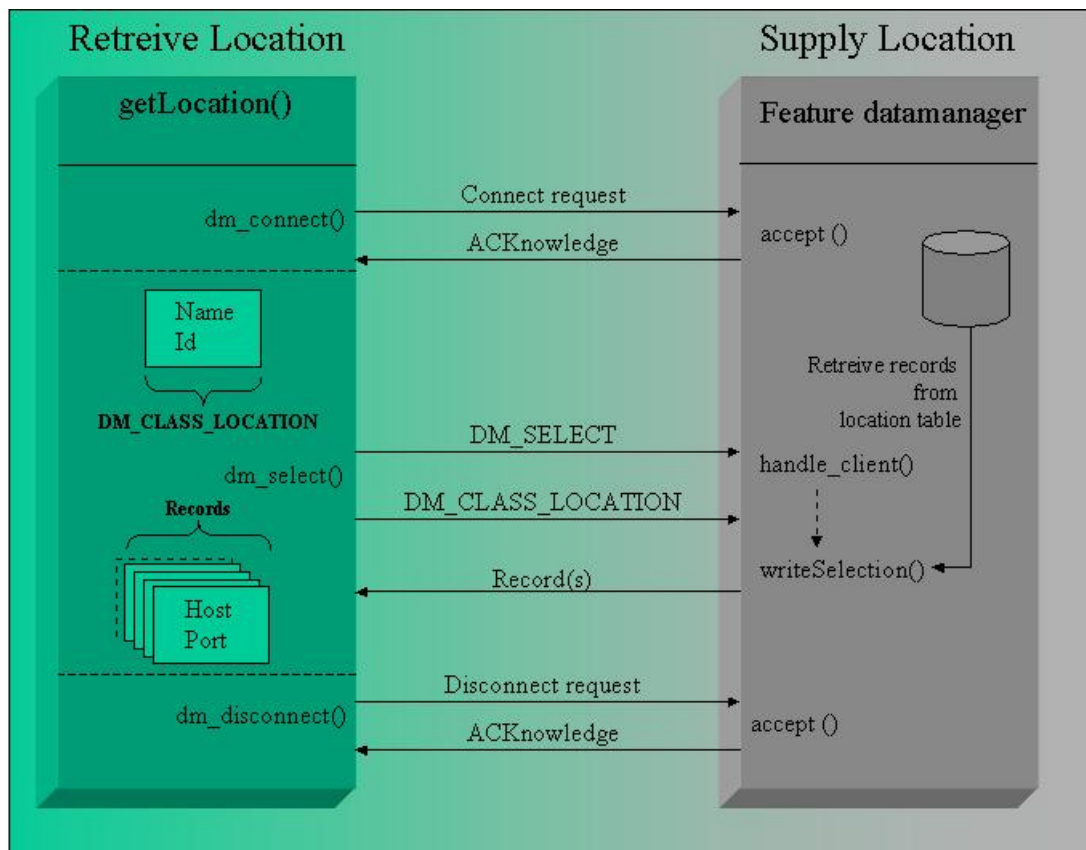 Retreive Location
Supply Location
getLocation()
Feature datamanager
Connect request
dm_connect()
accept ()
ACKnowledge
Name
Id
DM_CLASS_LOCATION
Retreive records
from
location table
DM_SELECT
dm_select()
handle_client()
DM_CLASS_LOCATION
Records
Record(s)
writeSelection()
Host
Port
Disconnect request
dm_disconnect()
accept ()
ACKnowledge